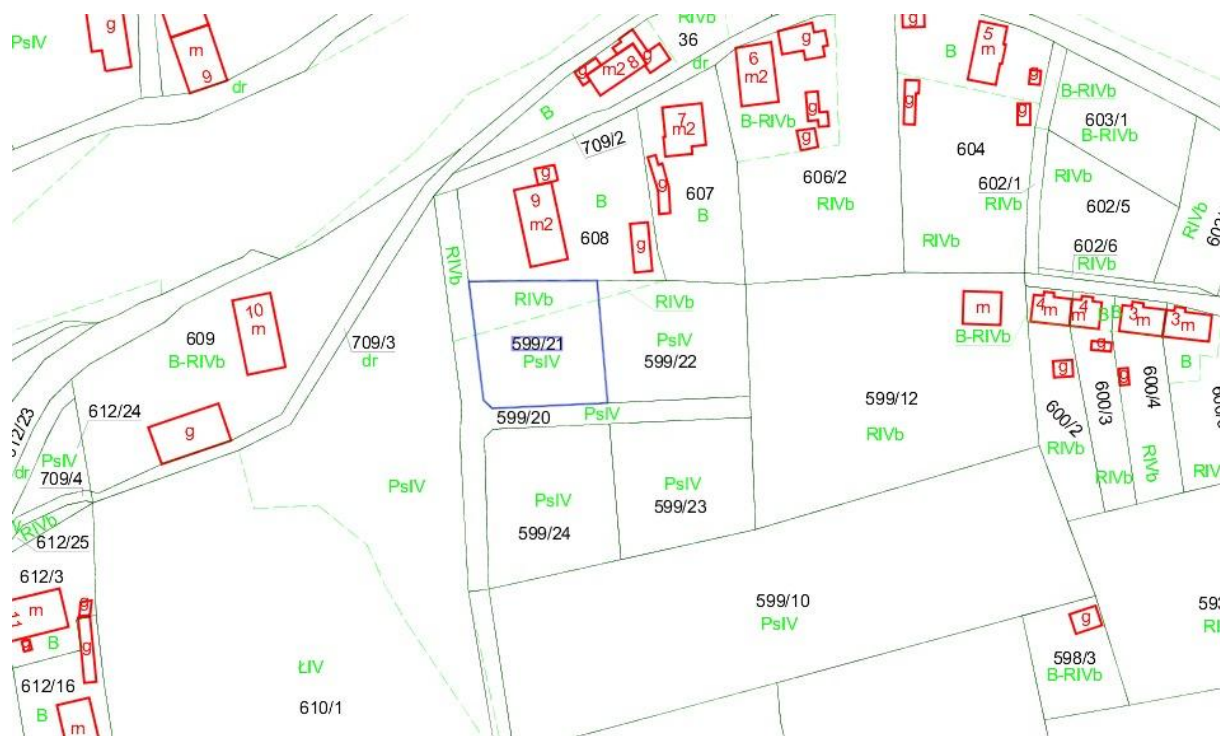 g
PsIV
m
9
dr
RIVb
36
dr
g
m2
8
g
B
709/2
6
m2
g
g
B-RIVb
g
7
m2
g
607
B
606/2
RIVb
g
B
5
m
g
g
g
604
RIVb
B-RIVb
603/1
B-RIVb
602/1
RIVb
RIVb
602/5
602/6
RIVb
RIVb
g
9
m2
B
608
g
RIVb
RIVb
599/21
PsIV
RIVb
PsIV
599/22
10
m
609
B-RIVb
709/3
dr
g
612/24
612/23
PsIV
709/4
dr
RIVb
612/25
599/20
PsIV
PsIV
PsIV
599/24
PsIV
599/23
599/12
RIVb
m
B-RIVb
4
m
4
m
B
B
3
m
3
m
B
g
g
g
600/2
RIVb
600/3
RIVb
600/4
RIVb
612/3
m
11
g
g
g
B
612/16
B
m
ŁIV
610/1
599/10
PsIV
g
598/3
B-RIVb